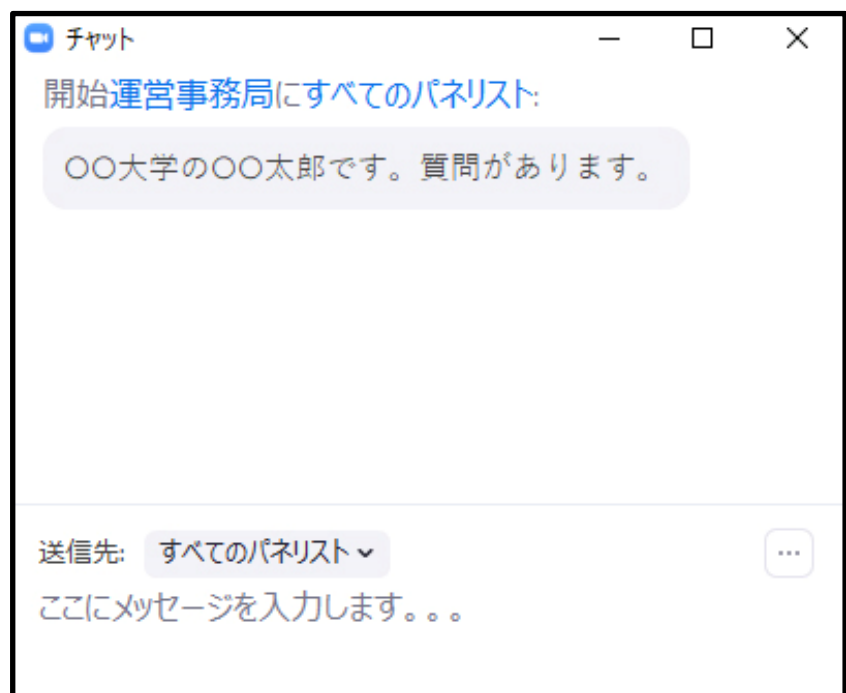 チャット
開始運営事務局にすべてのパネリスト:
〇〇大学の〇〇太郎です。質問があります。
送信先: すべてのパネリスト
ここにメッセージを入力します。。。